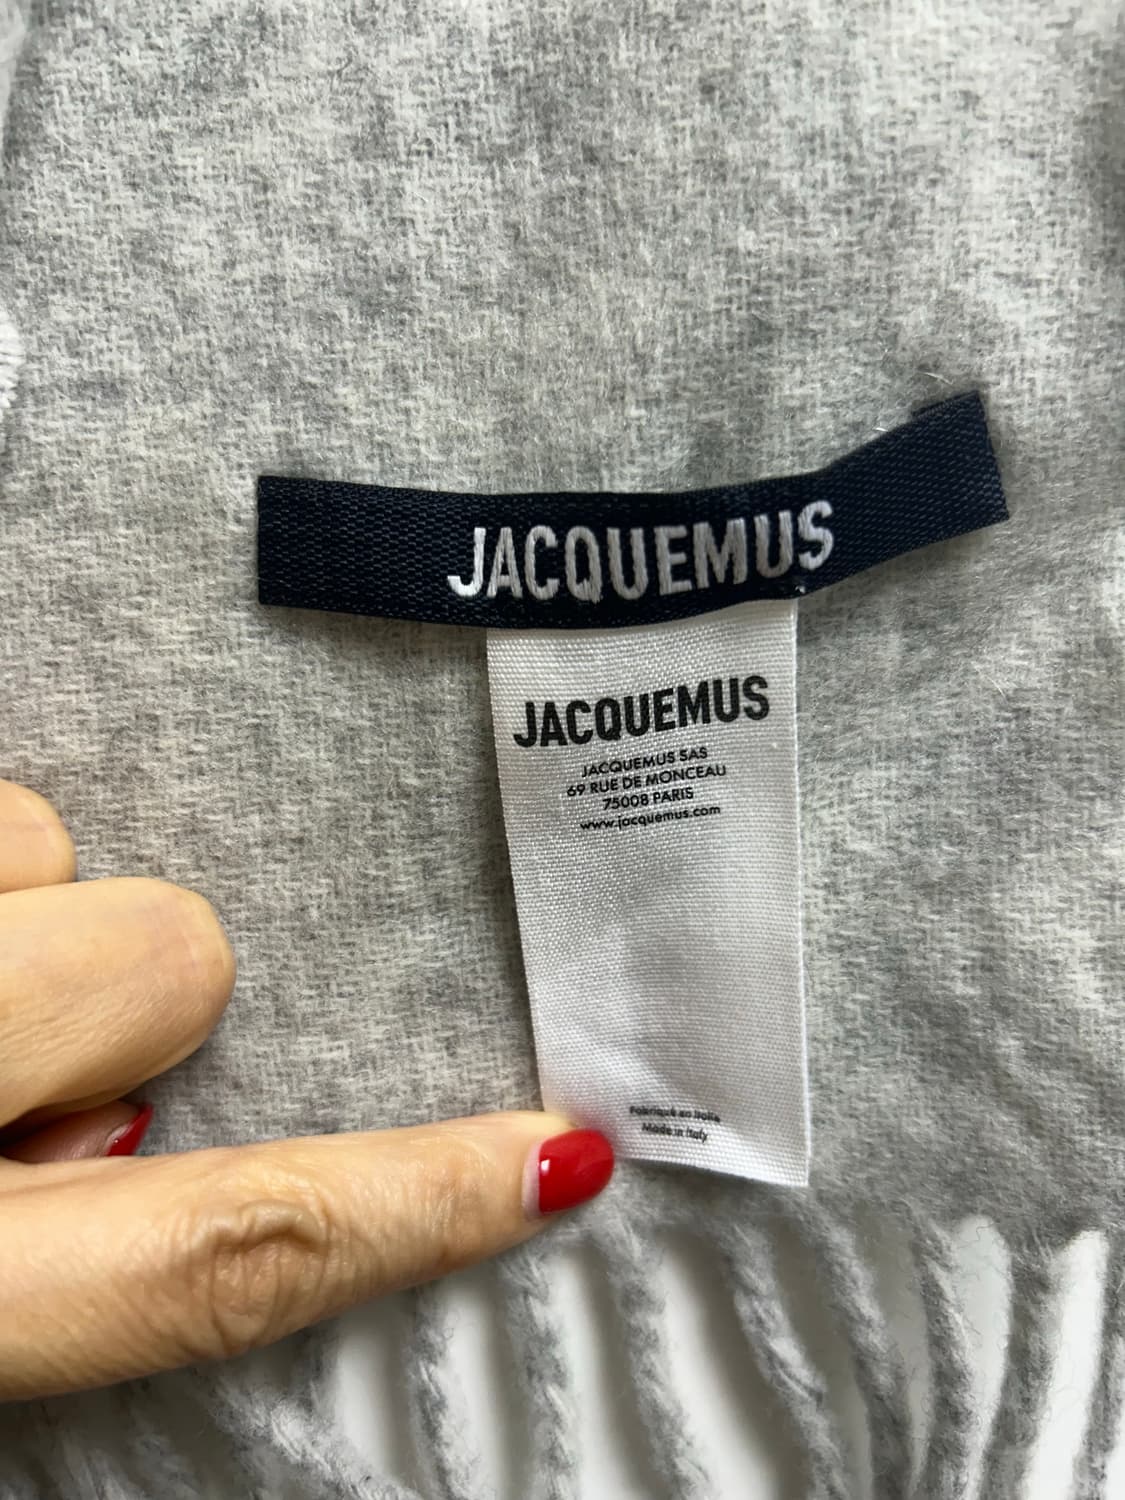 JACQUEMUS
JACQUEMUS
JACQUEMUS SAS
69 RUE DE MONCEAU
75008 PARIS
www.jacquemus.com
Fabriqué en Italie
Made in Italy